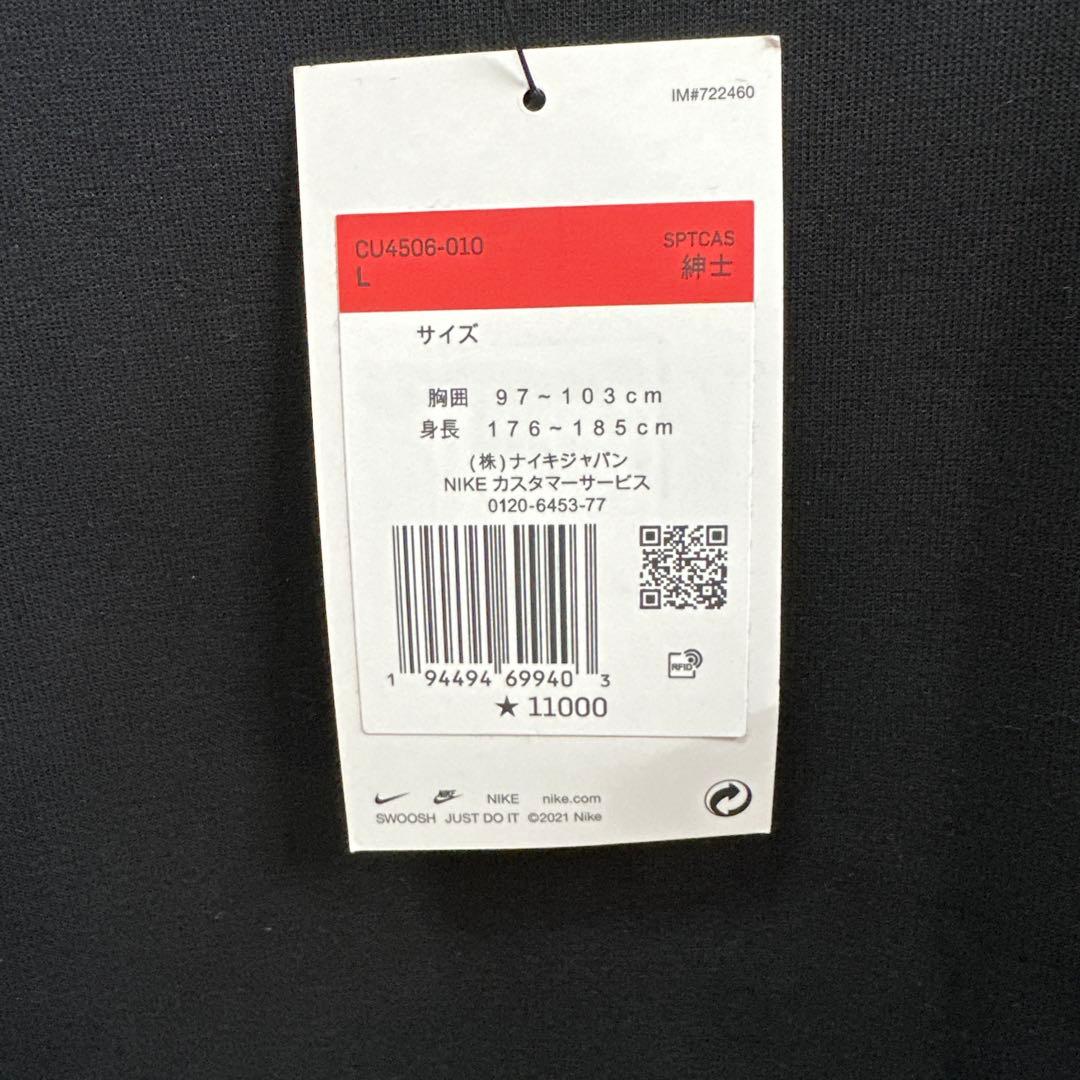 IM#722460
CU4506-010 SPTCAS
L 紳士
サイズ
胸囲 97~103cm
身長 176~185cm
(株)ナイキジャパン
NIKE カスタマーサービス
0120-6453-77
RFID
1 94494 69940 3
★ 11000
NIKE NIKE nike.com
SWOOSH JUST DO IT ©2021 Nike